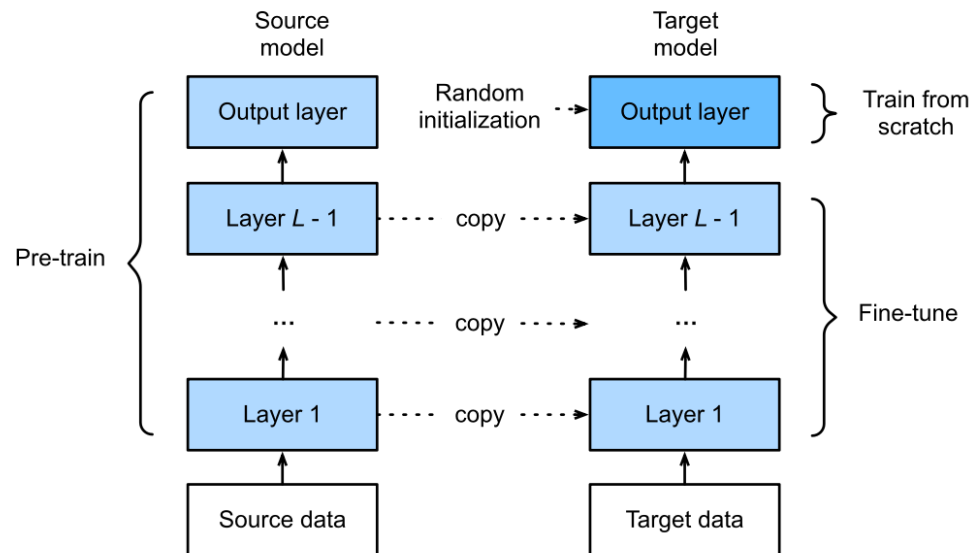 Source
model
Target
model
Output layer
Random
initialization
Output layer
Train from
scratch
Layer L - 1
copy
Layer L - 1
Pre-train
...
copy
...
Fine-tune
Layer 1
copy
Layer 1
Source data
Target data